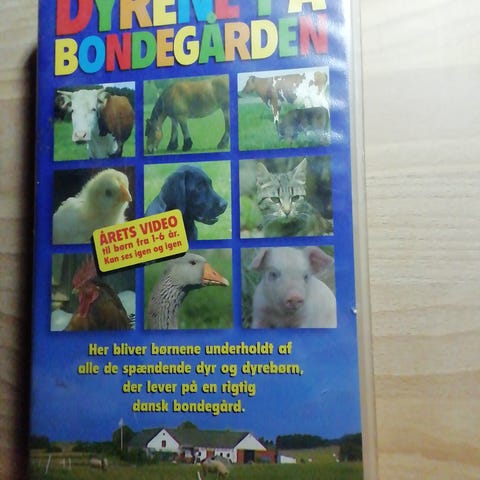 DYRENE PÅ
BONDEGÅRDEN
ÅRETS VIDEO
til børn fra 1-6 år.
Kan ses igen og igen
Her bliver børnene underholdt af
alle de spændende dyr og dyrebørn,
der lever på en rigtig
dansk bondegård.